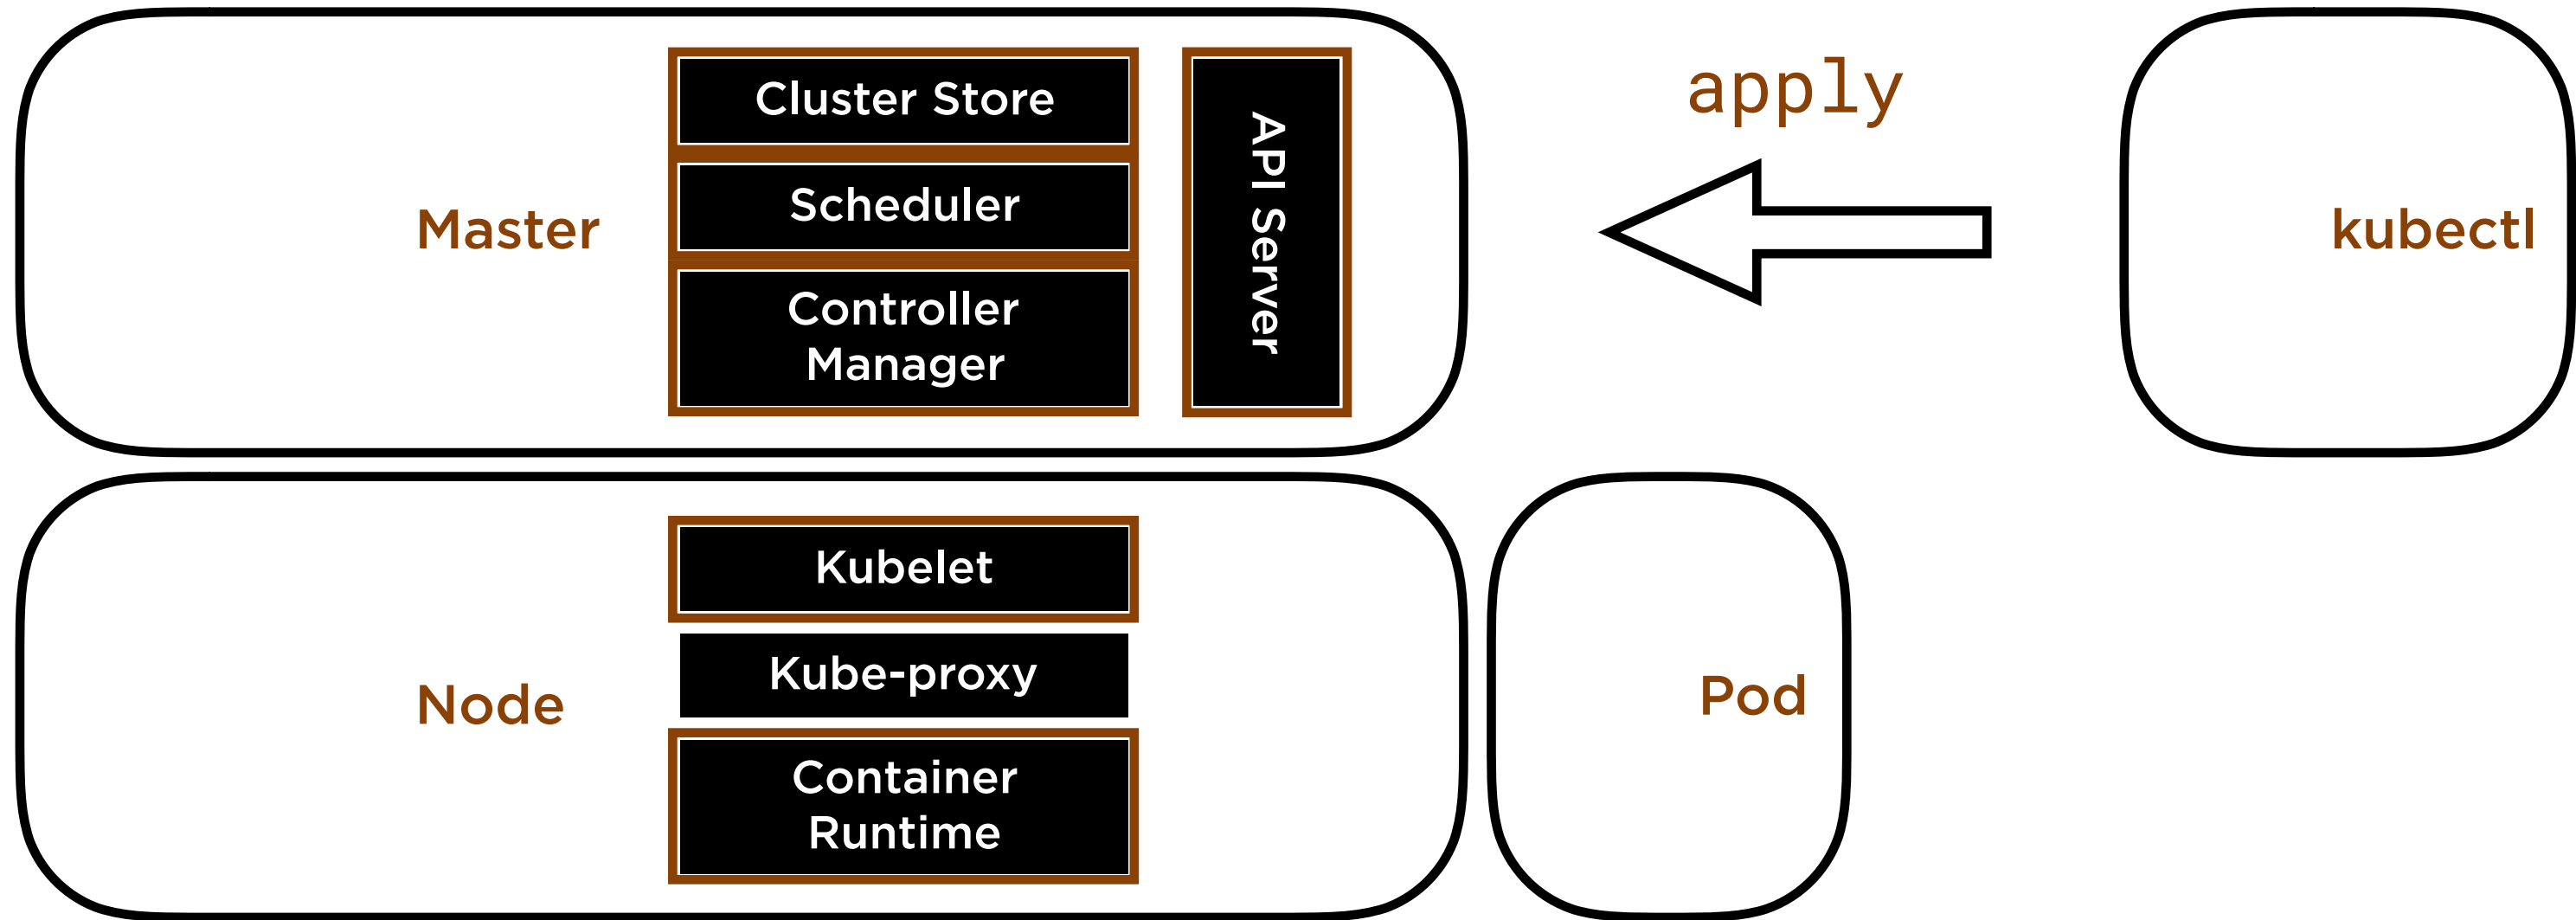 Master
Cluster Store
Scheduler
Controller
Manager
API Server
apply
kubectl
Node
Kubelet
Kube-proxy
Container
Runtime
Pod